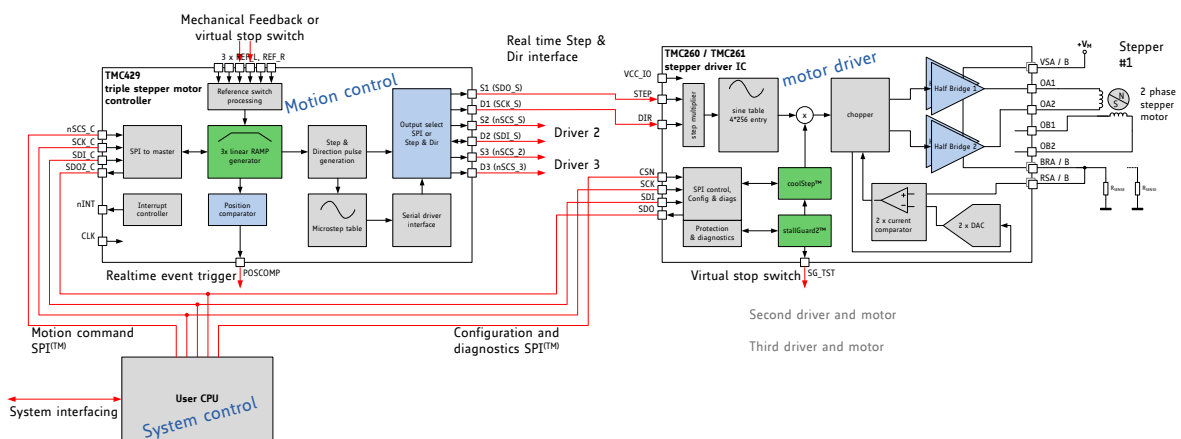 Mechanical Feedback or
virtual stop switch
3 x REF_L, REF_R
TMC429
triple stepper motor
controller
Reference switch
processing
Motion control
nSCS_C
SCK_C
SDI_C
SDOZ_C
nINT
CLK
SPI to master
3x linear RAMP
generator
Step &
Direction pulse
generation
Output select
SPI or
Step & Dir
Interrupt
controller
Position
comparator
Microstep table
Serial driver
interface
S1 (SDO_S)
D1 (SCK_S)
S2 (nSCS_S)
D2 (SDI_S)
S3 (nSCS_2)
D3 (nSCS_3)
Driver 2
Driver 3
Real time Step &
Dir interface
Realtime event trigger
POSCOMP
TMC260 / TMC261
stepper driver IC
motor driver
VCC_IO
STEP
DIR
CSN
SCK
SDI
SDO
step multiplier
sine table
4*256 entry
x
chopper
Half Bridge 1
Half Bridge 2
SPI control,
Config & diags
Protection
& diagnostics
coolStep™
stallGuard2™
2 x current
comparator
2 x DAC
+VM
VSA / B
OA1
OA2
OB1
OB2
BRA / B
RSA / B
RSENSE
RSENSE
Stepper
#1
N
S
2 phase
stepper
motor
Virtual stop switch
SG_TST
Second driver and motor
Third driver and motor
Motion command
SPI(TM)
Configuration and
diagnostics SPI(TM)
User CPU
System control
System interfacing